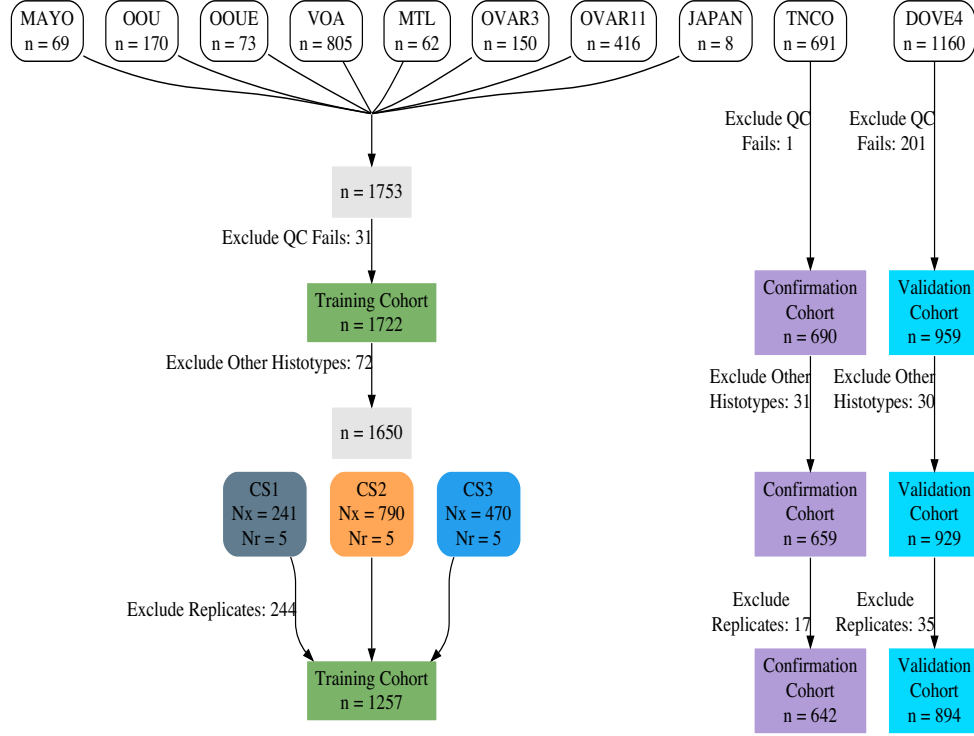 MAYO
n = 69
OOU
n = 170
OOUE
n = 73
VOA
n = 805
MTL
n = 62
OVAR3
n = 150
OVAR11
n = 416
JAPAN
n = 8
TNCO
n = 691
DOVE4
n = 1160
Exclude QC
Fails: 1
Exclude QC
Fails: 201
n = 1753
Exclude QC Fails: 31
Training Cohort
n = 1722
Confirmation
Cohort
n = 690
Validation
Cohort
n = 959
Exclude Other Histotypes: 72
Exclude Other
Histotypes: 31
Exclude Other
Histotypes: 30
n = 1650
CS1
Nx = 241
Nr = 5
CS2
Nx = 790
Nr = 5
CS3
Nx = 470
Nr = 5
Confirmation
Cohort
n = 659
Validation
Cohort
n = 929
Exclude Replicates: 244
Exclude
Replicates: 17
Exclude
Replicates: 35
Training Cohort
n = 1257
Confirmation
Cohort
n = 642
Validation
Cohort
n = 894